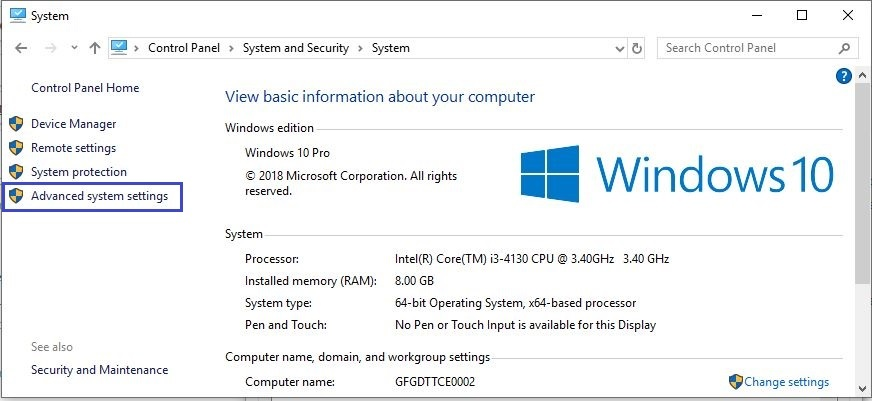 System
Control Panel > System and Security > System
Search Control Panel
?
Control Panel Home
Device Manager
Remote settings
System protection
Advanced system settings
See also
Security and Maintenance
View basic information about your computer
Windows edition
Windows 10 Pro
© 2018 Microsoft Corporation. All rights
reserved.
Windows 10
System
Processor: Intel(R) Core(TM) i3-4130 CPU @ 3.40GHz 3.40 GHz
Installed memory (RAM): 8.00 GB
System type: 64-bit Operating System, x64-based processor
Pen and Touch: No Pen or Touch Input is available for this Display
Computer name, domain, and workgroup settings
Computer name: GFGDTTCE0002
Change settings